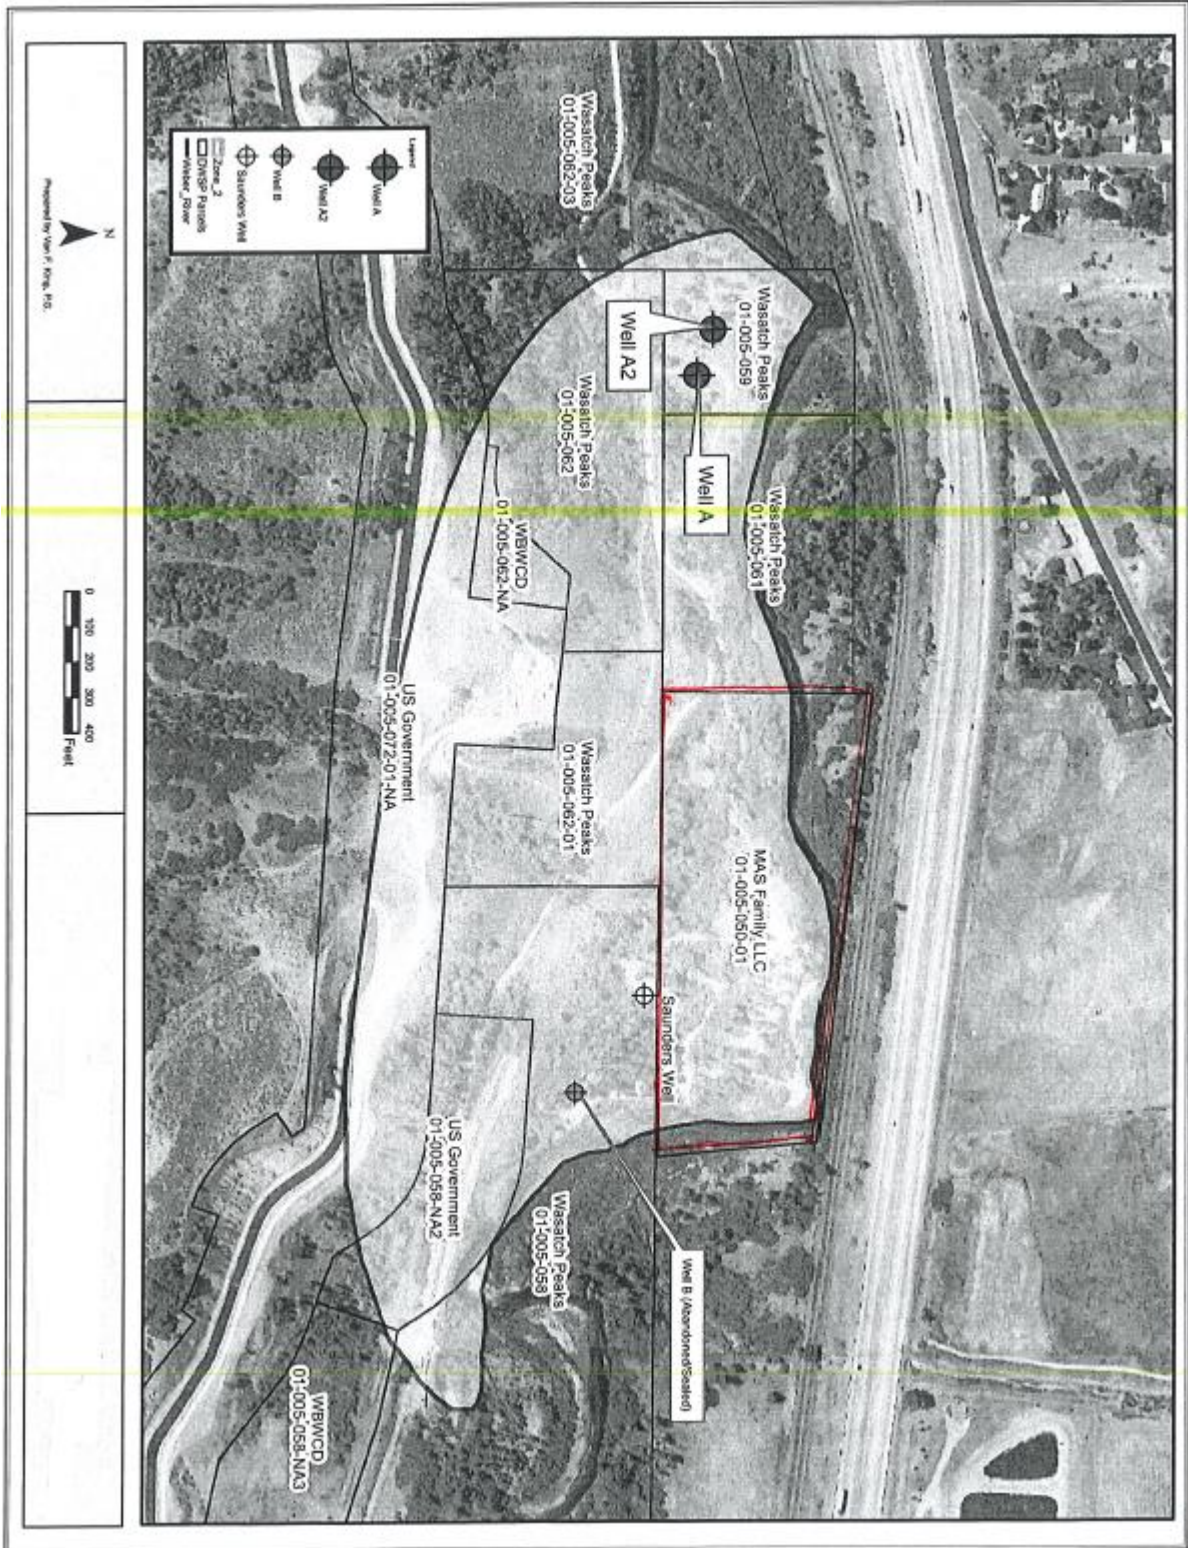 Wasatch Peaks
01-005-062-03
Wasatch Peaks
01-005-059
Well A2
Well A
Wasatch Peaks
01-005-062
Wasatch Peaks
01-005-061
WBWCD
01-005-062-NA
US Government
01-005-072-01-NA
Wasatch Peaks
01-005-062-01
MAS Family LLC
01-005-050-01
Saunders Well
US Government
01-005-058-NA2
Wasatch Peaks
01-005-058
Well B (Abandoned/Sealed)
WBWCD
01-005-058-NA3
Legend
Well A
Well A2
Well B
Saunders Well
Zone_2
DWSP Parcels
Weber_River
N
Prepared by Van P. King, P.G.
0 100 200 300 400
Feet